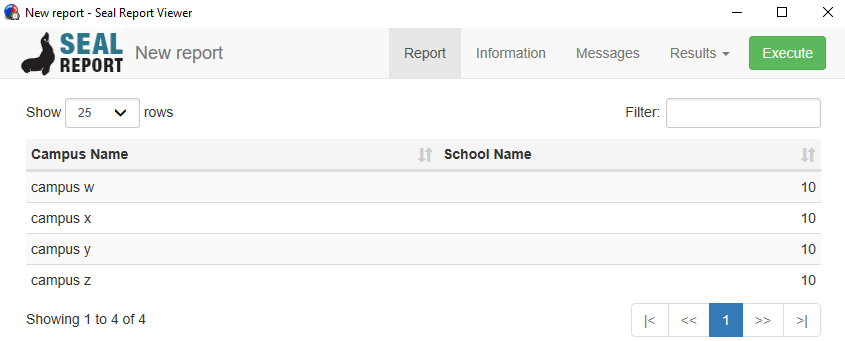 New report - Seal Report Viewer
SEAL REPORT New report Report Information Messages Results Execute
Show 25 rows Filter:
Campus Name School Name
campus w 10
campus x 10
campus y 10
campus z 10
Showing 1 to 4 of 4 |< << 1 >> >|